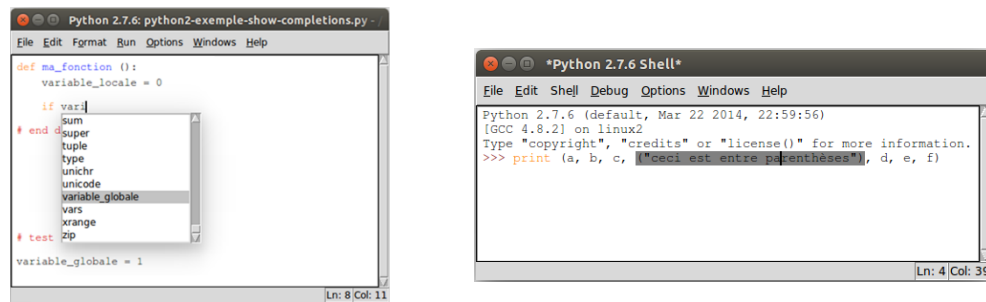 Python 2.7.6: python2-exemple-show-completions.py -
File Edit Format Run Options Windows Help
def ma_fonction ():
variable_locale = 0
if vari
# end d
sum
super
tuple
type
unichr
unicode
variable_globale
vars
xrange
zip
# test
variable_globale = 1
Ln: 8 Col: 11
*Python 2.7.6 Shell*
File Edit Shell Debug Options Windows Help
Python 2.7.6 (default, Mar 22 2014, 22:59:56)
[GCC 4.8.2] on linux2
Type "copyright", "credits" or "license()" for more information.
>>> print (a, b, c, ("ceci est entre parenthèses"), d, e, f)
Ln: 4 Col: 39